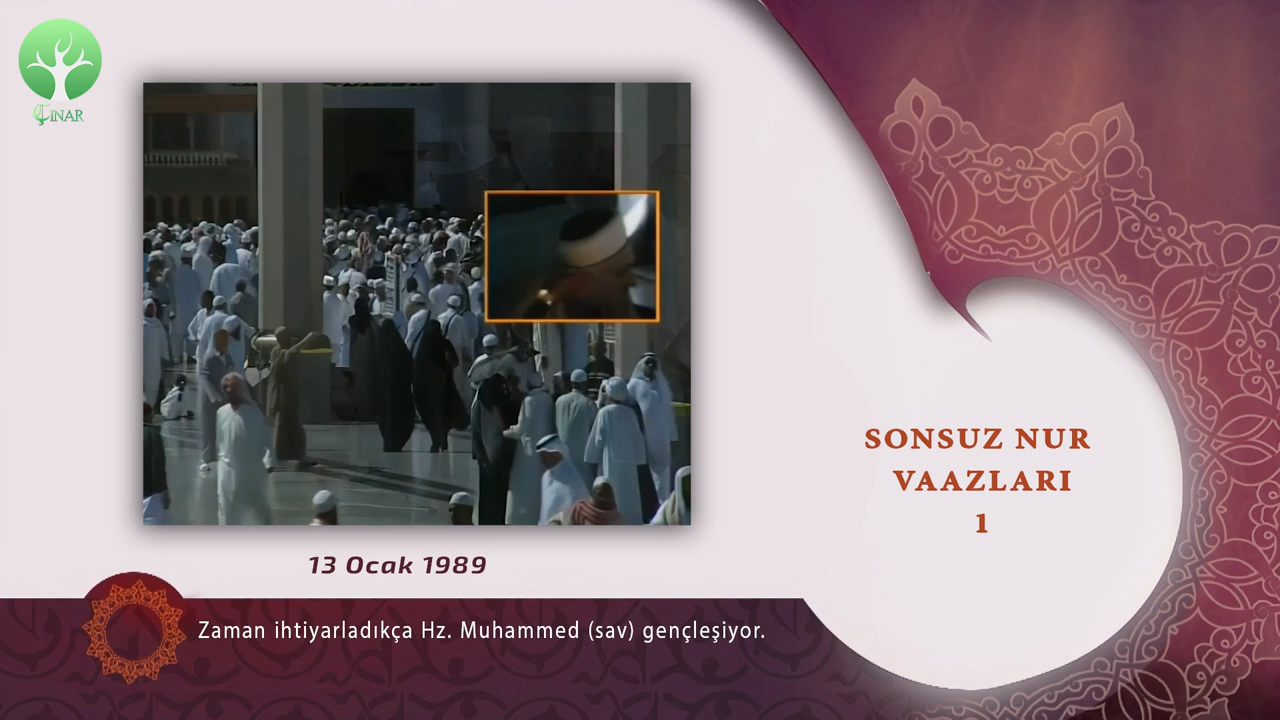 ÇINAR
SONSUZ NUR
VAAZLARI
1
13 Ocak 1989
Zaman ihtiyarladıkça Hz. Muhammed (sav) gençleşiyor.